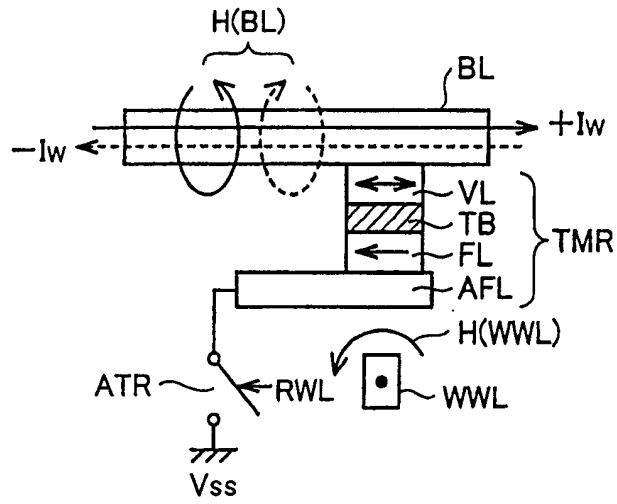 H(BL)
BL
+Iw
-Iw
VL
TB
FL
AFL
TMR
H(WWL)
ATR
RWL
WWL
Vss